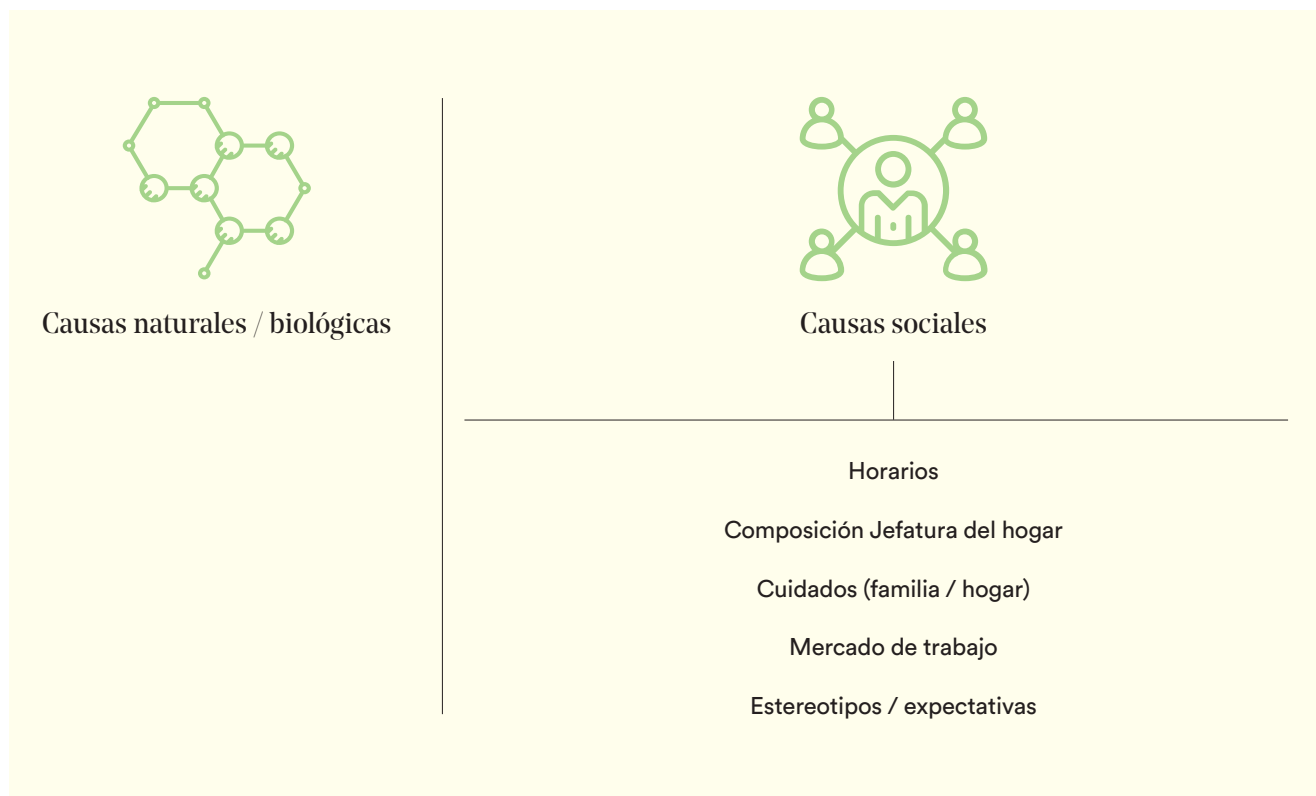 Causas naturales / biológicas
Causas sociales
Horarios
Composición Jefatura del hogar
Cuidados (familia / hogar)
Mercado de trabajo
Estereotipos / expectativas